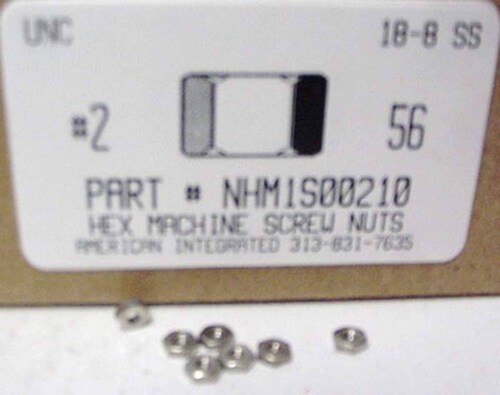 UNC 18-8 SS
#2 56
PART # NHM1S00210
HEX MACHINE SCREW NUTS
AMERICAN INTEGRATED 313-831-7635